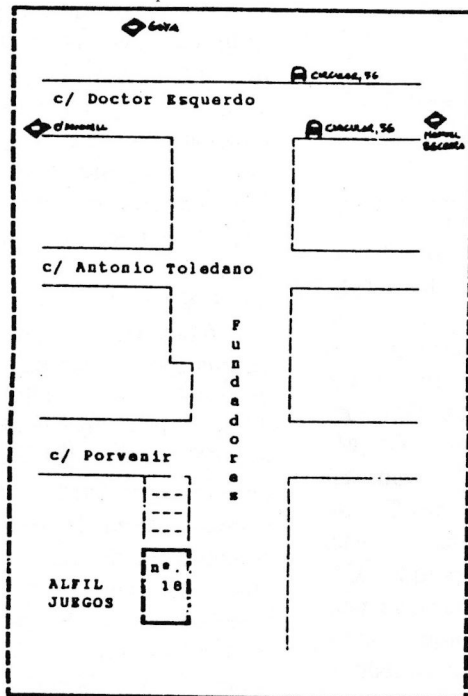 GOYA
CIRCULAR, 56
c/ Doctor Esquerdo
O'DONNELL
CIRCULAR, 56
MANUEL
BECERRA
c/ Antonio Toledano
Fundadores
c/ Porvenir
nº.
18
ALFIL
JUEGOS